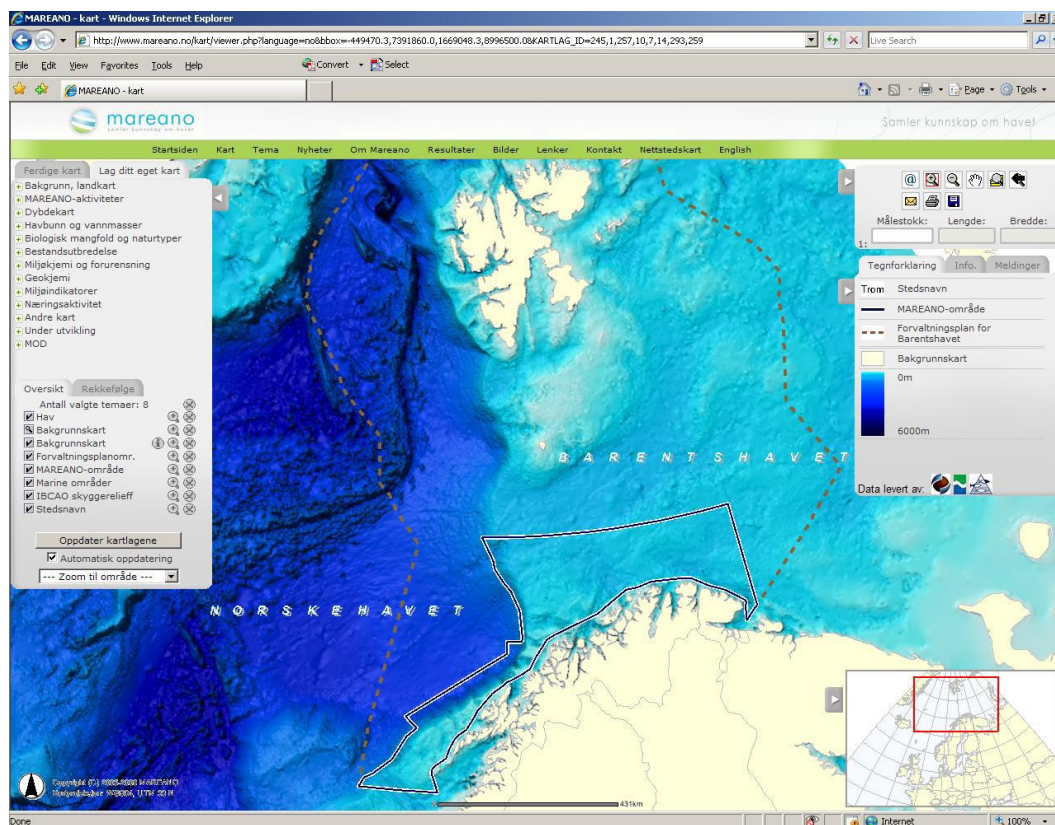 MAREANO - kart - Windows Internet Explorer
http://www.mareano.no/kart/viewer.php?language=no&bbox=-449470.3,7391860.0,1669048.3,8996500.0&KARTLAG_ID=245,1,257,10,7,14,293,259
Live Search
File Edit View Favorites Tools Help
Convert Select
MAREANO - kart
Page Tools
mareano
samler kunnskap om havet
Samler kunnskap om havet
Startsiden Kart Tema Nyheter Om Mareano Resultater Bilder Lenker Kontakt Nettstedskart English
Ferdige kart Lag ditt eget kart
Bakgrunn, landkart
MAREANO-aktiviteter
Dybdekart
Havbunn og vannmasser
Biologisk mangfold og naturtyper
Bestandsutbredelse
Miljøkjemi og forurensning
Geokjemi
Miljøindikatorer
Næringsaktivitet
Andre kart
Under utvikling
MOD
Oversikt Rekkefølge
Antall valgte temaer: 8
Hav
Bakgrunnskart
Bakgrunnskart
Forvaltningsplanomr.
MAREANO-område
Marine områder
IBCAO skyggerelieff
Stedsnavn
Oppdater kartlagene
Automatisk oppdatering
--- Zoom til område ---
BARENTSHAVET
NORSKEHAVET
Målestokk: Lengde: Bredde:
1:
Tegnforklaring Info. Meldinger
Trom Stedsnavn
MAREANO-område
Forvaltningsplan for
Barentshavet
Bakgrunnskart
0m
6000m
Data levert av:
0 431km
Done
Internet
100%